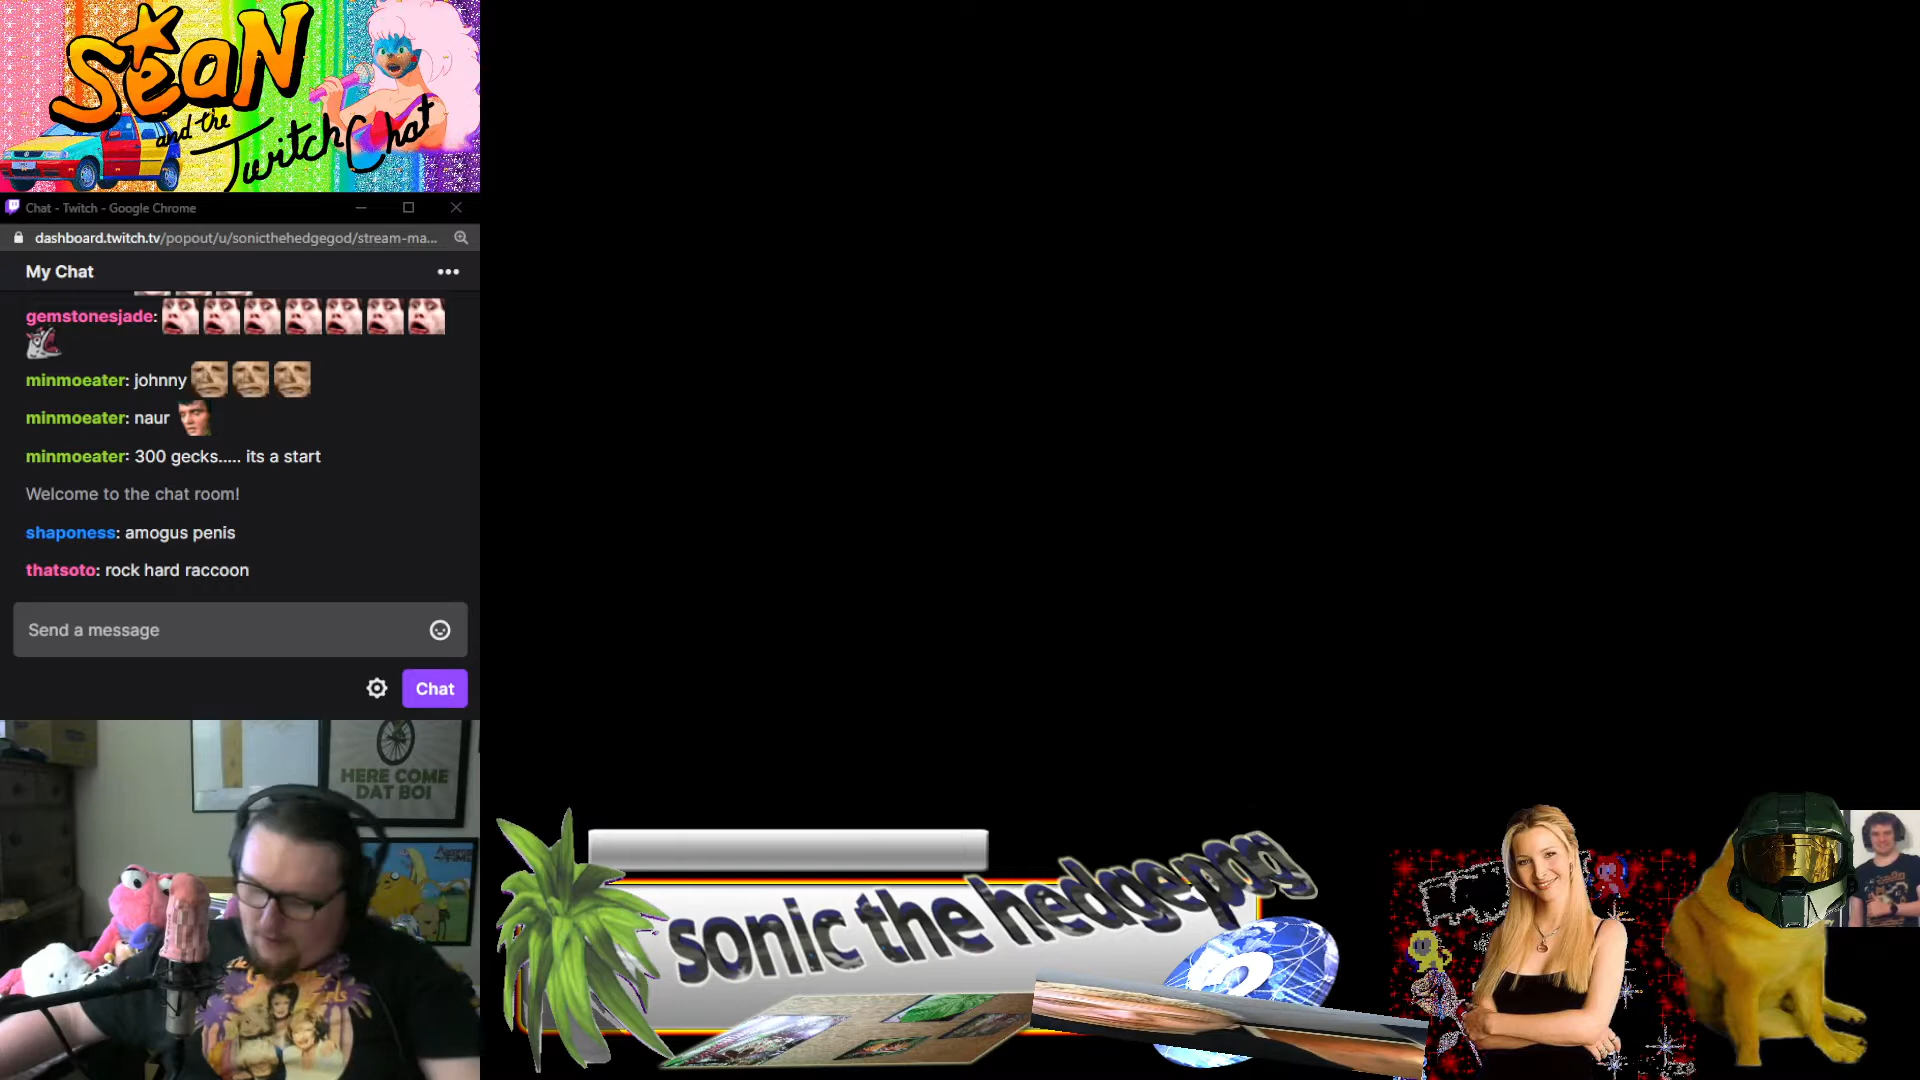 SeaN
and the
TwitchChat
Chat - Twitch - Google Chrome
dashboard.twitch.tv/popout/u/sonicthehedgegod/stream-ma...
My Chat
gemstonesjade:
minmoeater: johnny
minmoeater: naur
minmoeater: 300 gecks..... its a start
Welcome to the chat room!
shaponess: amogus penis
thatsoto: rock hard raccoon
Send a message
Chat
HERE COME
DAT BOI
sonic the hedgepog